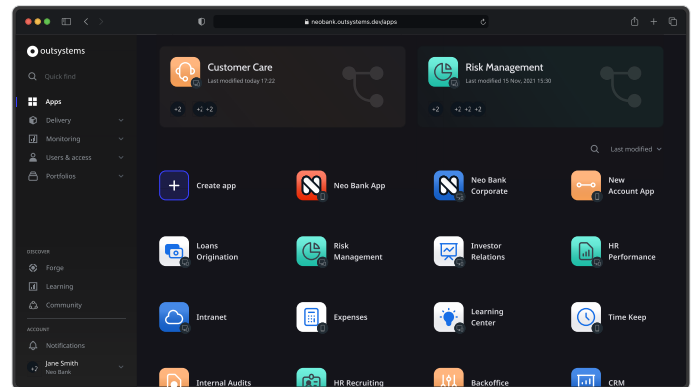 neobank.outsystems.dev/apps
outsystems
Quick find
Apps
Delivery
Monitoring
Users & access
Portfolios
DISCOVER
Forge
Learning
Community
ACCOUNT
Notifications
+2
Jane Smith
Neo Bank
Customer Care
Last modified today 17:22
+2
+2 +2
Risk Management
Last modified 15 Nov, 2021 15:30
+2
+2 +2 +2
Last modified
Create app
Neo Bank App
Neo Bank
Corporate
New
Account App
Loans
Origination
Risk
Management
Investor
Relations
HR
Performance
Intranet
Expenses
Learning
Center
Time Keep
Internal Audits
HR Recruiting
Backoffice
CRM